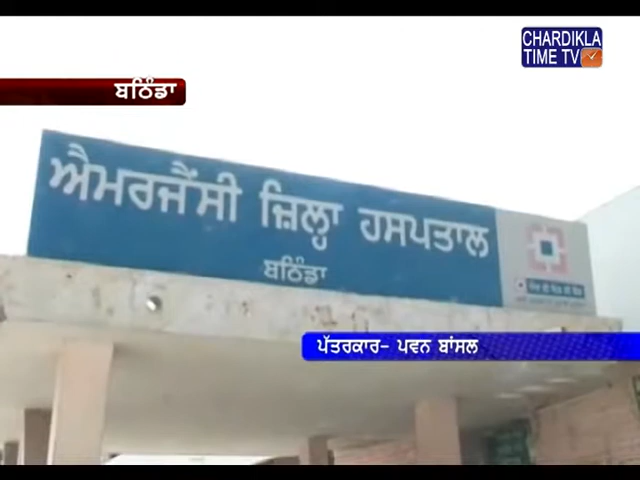 CHARDIKLA
TIME TV
ਬਠਿੰਡਾ
ਐਮਰਜੈਂਸੀ ਜ਼ਿਲ੍ਹਾ ਹਸਪਤਾਲ
ਬਠਿੰਡਾ
ਪੱਤਰਕਾਰ- ਪਵਨ ਬਾਂਸਲ